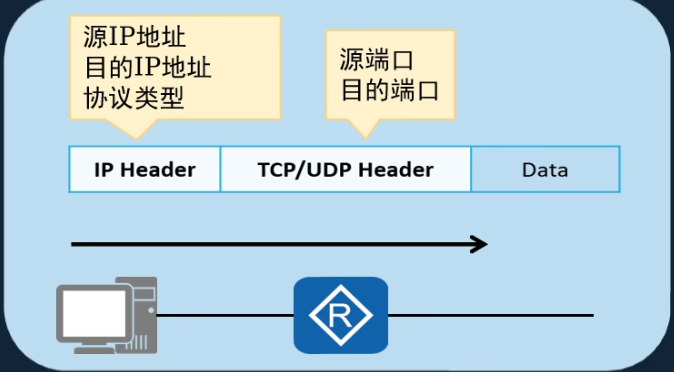 源IP地址
目的IP地址
协议类型
源端口
目的端口
IP Header
TCP/UDP Header
Data
R